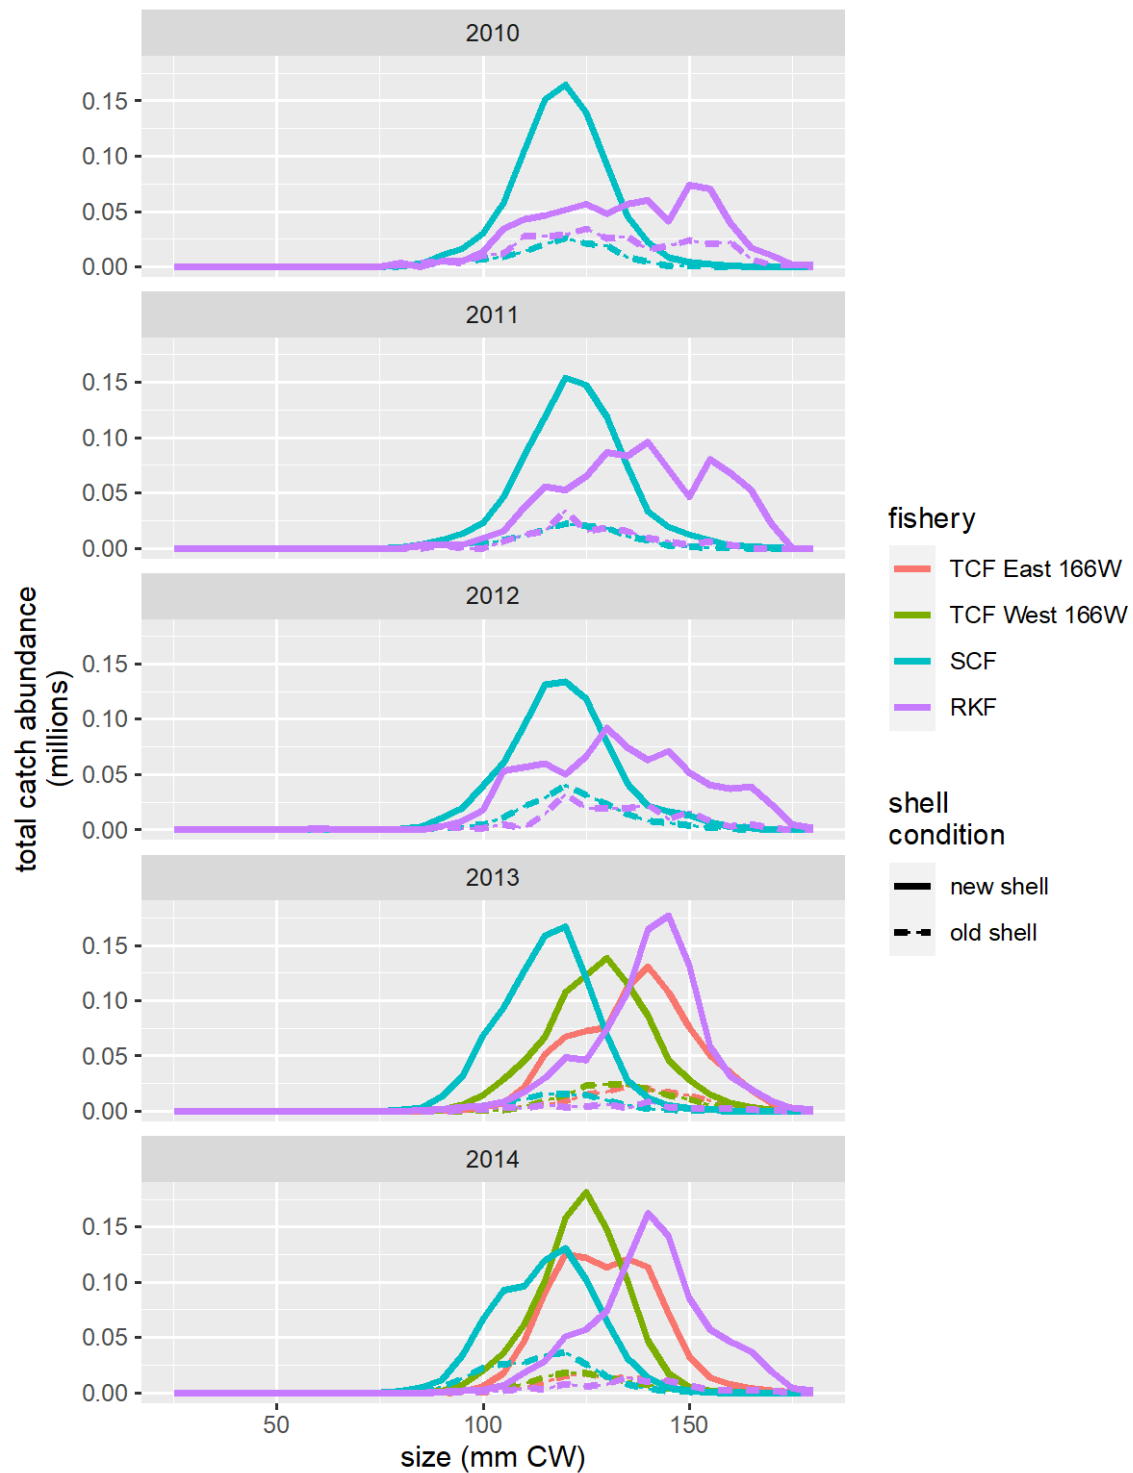 2010
0.15
0.10
0.05
0.00
2011
0.15
0.10
0.05
0.00
2012
0.15
0.10
0.05
0.00
2013
0.15
0.10
0.05
0.00
2014
0.15
0.10
0.05
0.00
50
100
150
size (mm CW)
total catch abundance
(millions)
fishery
TCF East 166W
TCF West 166W
SCF
RKF
shell
condition
new shell
old shell